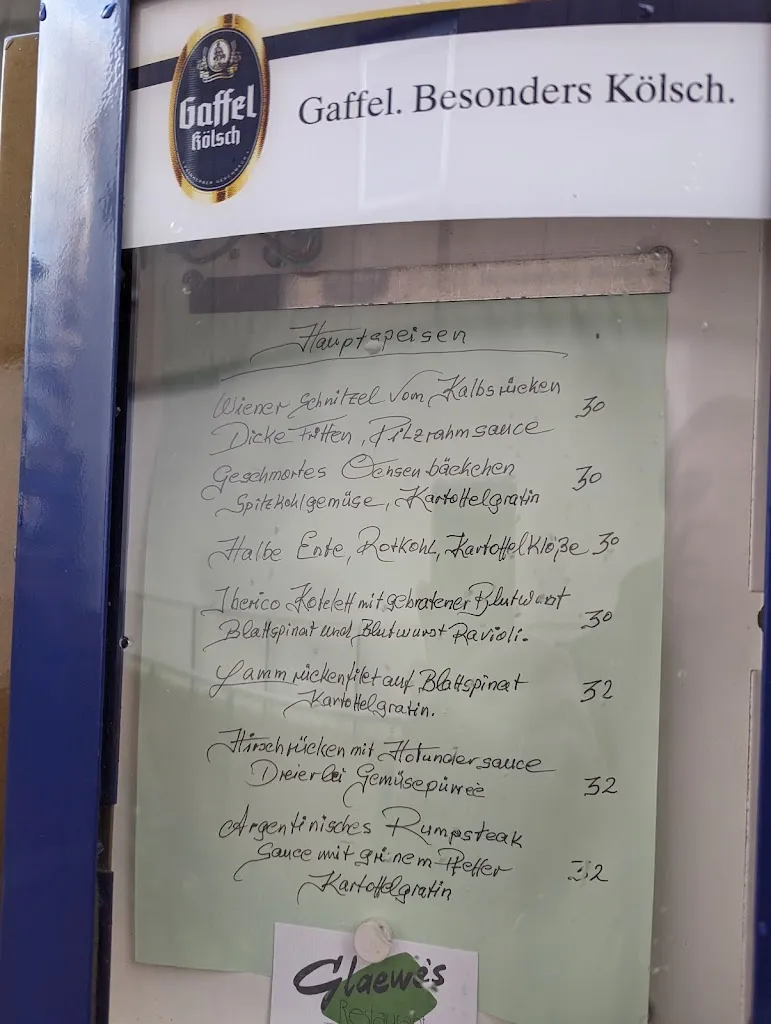 Gaffel
Kölsch
Gaffel. Besonders Kölsch.
Hauptspeisen
Wiener Schnitzel vom Kalbsrücken
Dicke Fritten, Pilzrahmsauce 30
Geschmortes Ochsenbäckchen
Spitzkohlgemüse, Kartoffelgratin 30
Halbe Ente, Rotkohl, Kartoffelklöße 30
Iberico Kotelett mit gebratener Blutwurst
Blattspinat und Blutwurst Ravioli. 30
Lammrückenfilet auf Blattspinat 32
Kartoffelgratin.
Hirschrücken mit Holundersauce
Dreierlei Gemüsepüree 32
Argentinisches Rumpsteak
Sauce mit grünem Pfeffer 32
Kartoffelgratin
Glaewe's
Restaurant